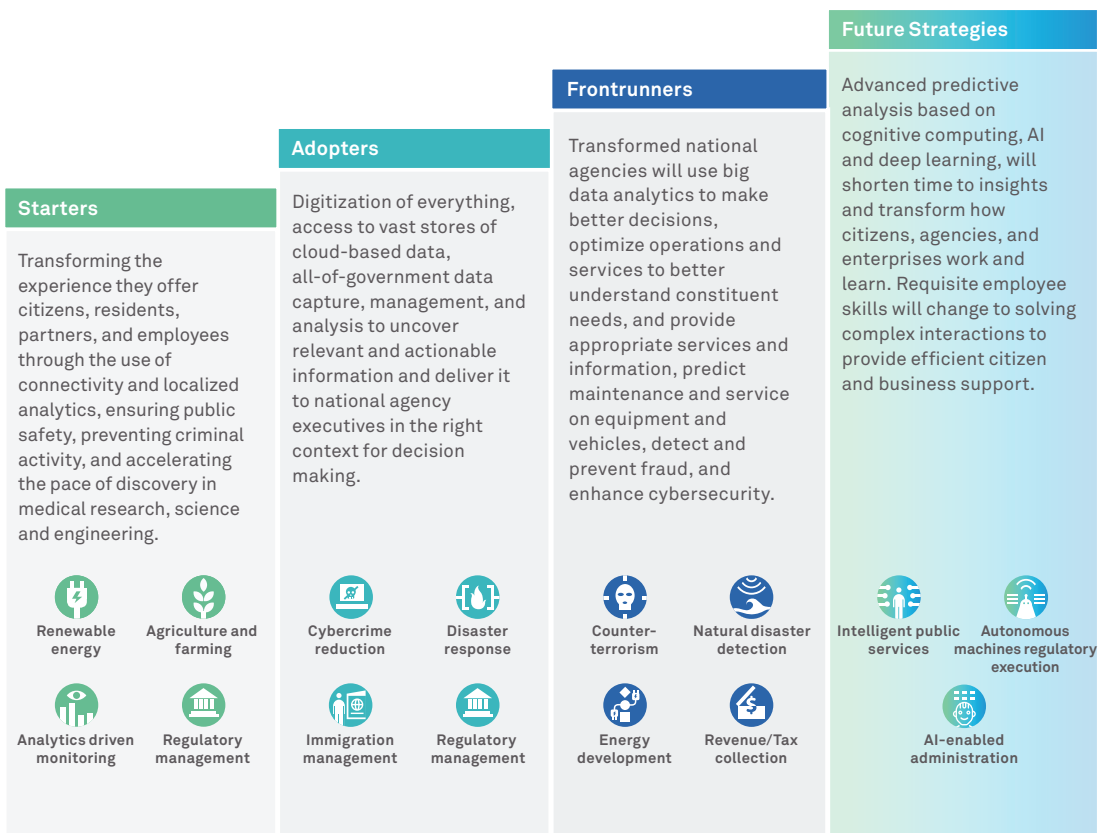 Starters
Transforming the
experience they offer
citizens, residents,
partners, and employees
through the use of
connectivity and localized
analytics, ensuring public
safety, preventing criminal
activity, and accelerating
the pace of discovery in
medical research, science
and engineering.
Renewable
energy
Agriculture and
farming
Analytics driven
monitoring
Regulatory
management
Adopters
Digitization of everything,
access to vast stores of
cloud-based data,
all-of-government data
capture, management, and
analysis to uncover
relevant and actionable
information and deliver it
to national agency
executives in the right
context for decision
making.
Cybercrime
reduction
Disaster
response
Immigration
management
Regulatory
management
Frontrunners
Transformed national
agencies will use big
data analytics to make
better decisions,
optimize operations and
services to better
understand constituent
needs, and provide
appropriate services and
information, predict
maintenance and service
on equipment and
vehicles, detect and
prevent fraud, and
enhance cybersecurity.
Counter-
terrorism
Natural disaster
detection
Energy
development
$
Revenue/Tax
collection
Future Strategies
Advanced predictive
analysis based on
cognitive computing, AI
and deep learning, will
shorten time to insights
and transform how
citizens, agencies, and
enterprises work and
learn. Requisite employee
skills will change to solving
complex interactions to
provide efficient citizen
and business support.
Intelligent public
services
Autonomous
machines regulatory
execution
AI-enabled
administration